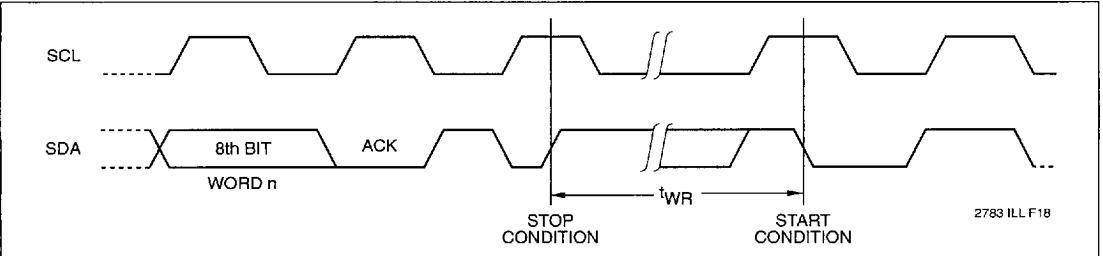 SCL
SDA
8th BIT
ACK
WORD n
tWR
STOP
CONDITION
START
CONDITION
2783 ILL F18